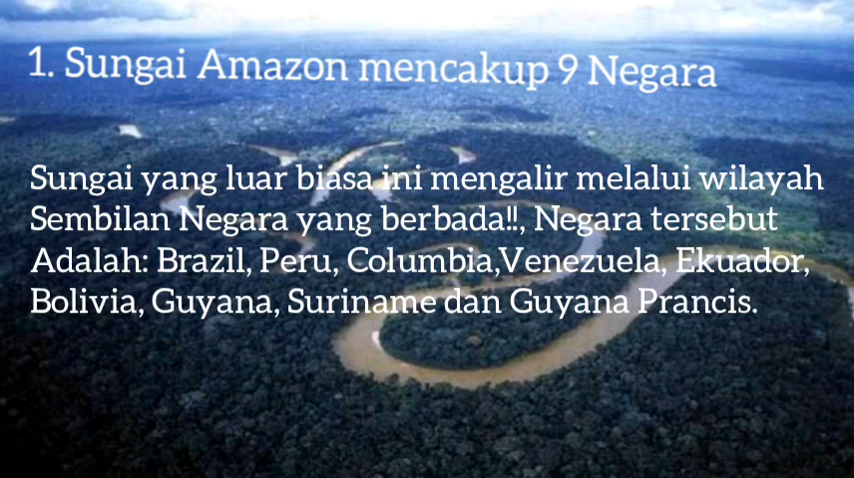 1. Sungai Amazon mencakup 9 Negara
Sungai yang luar biasa ini mengalir melalui wilayah
Sembilan Negara yang berbada!!, Negara tersebut
Adalah: Brazil, Peru, Columbia,Venezuela, Ekuador,
Bolivia, Guyana, Suriname dan Guyana Prancis.